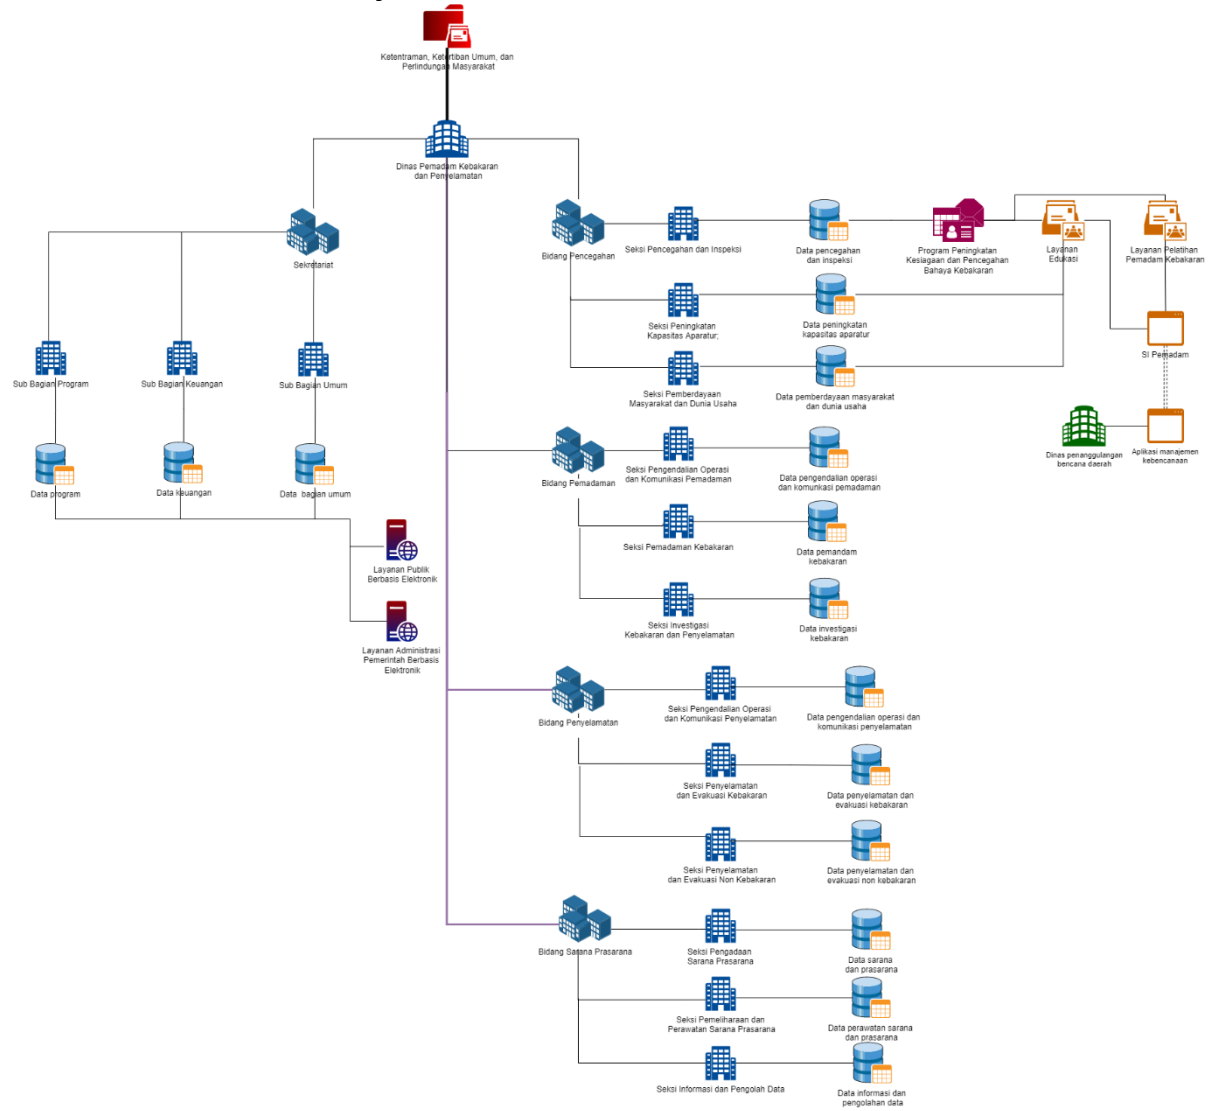 Ketentraman, Ketertiban Umum, dan
Perlindungan Masyarakat
Dinas Pemadam Kebakaran
dan Penyelamatan
Sekretariat
Sub Bagian Program
Sub Bagian Keuangan
Sub Bagian Umum
Data program
Data keuangan
Data bagian umum
Layanan Publik
Berbasis Elektronik
Layanan Administrasi
Pemerintah Berbasis
Elektronik
Bidang Pencegahan
Seksi Pencegahan dan Inspeksi
Data pencegahan
dan inspeksi
Program Peningkatan
Kesiagaan dan Pencegahan
Bahaya Kebakaran
Layanan
Edukasi
Layanan Pelatihan
Pemadam Kebakaran
Seksi Peningkatan
Kapasitas Aparatur;
Data peningkatan
kapasitas aparatur
SI Pemadam
Seksi Pemberdayaan
Masyarakat dan Dunia Usaha
Data pemberdayaan masyarakat
dan dunia usaha
Dinas penanggulangan
bencana daerah
Aplikasi manajemen
kebencanaan
Bidang Pemadaman
Seksi Pengendalian Operasi
dan Komunikasi Pemadaman
Data pengendalian operasi
dan komunikasi pemadaman
Seksi Pemadaman Kebakaran
Data pemandam
kebakaran
Seksi Investigasi
Kebakaran dan Penyelamatan
Data investigasi
kebakaran
Bidang Penyelamatan
Seksi Pengendalian Operasi
dan Komunikasi Penyelamatan
Data pengendalian operasi dan
komunikasi penyelamatan
Seksi Penyelamatan
dan Evakuasi Kebakaran
Data penyelamatan dan
evakuasi kebakaran
Seksi Penyelamatan
dan Evakuasi Non Kebakaran
Data penyelamatan dan
evakuasi non kebakaran
Bidang Sarana Prasarana
Seksi Pengadaan
Sarana Prasarana
Data sarana
dan prasarana
Seksi Pemeliharaan dan
Perawatan Sarana Prasarana
Data perawatan sarana
dan prasarana
Seksi Informasi dan Pengolah Data
Data informasi dan
pengolahan data